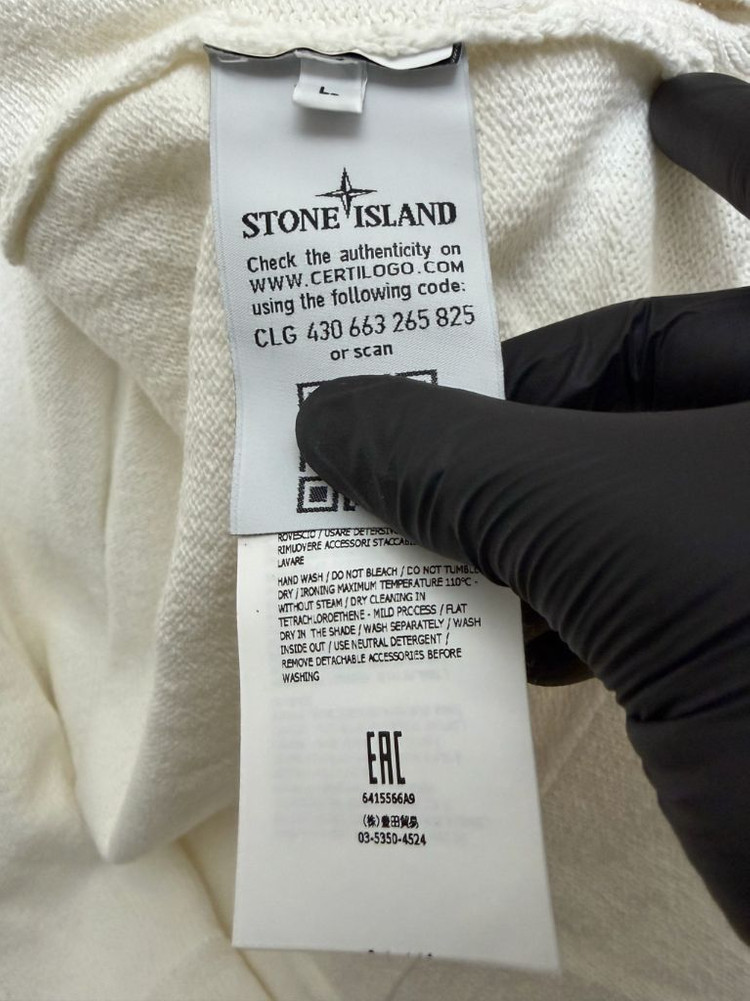 L
STONE ISLAND
Check the authenticity on
WWW.CERTILOGO.COM
using the following code:
CLG 430 663 265 825
or scan
ROVESCIO / USARE
RIMUOVERE ACCESSORI
LAVARE
HAND WASH / DO NOT BLEACH / DO NOT TUMBLE
DRY / IRONING MAXIMUM TEMPERATURE 110°C -
WITHOUT STEAM / DRY CLEANING IN
TETRACHLOROETHENE - MILD PROCESS / FLAT
DRY IN THE SHADE / WASH SEPARATELY / WASH
INSIDE OUT / USE NEUTRAL DETERGENT /
REMOVE DETACHABLE ACCESSORIES BEFORE
WASHING
EAC
6415566A9
(株)豊田貿易
03-5350-4524